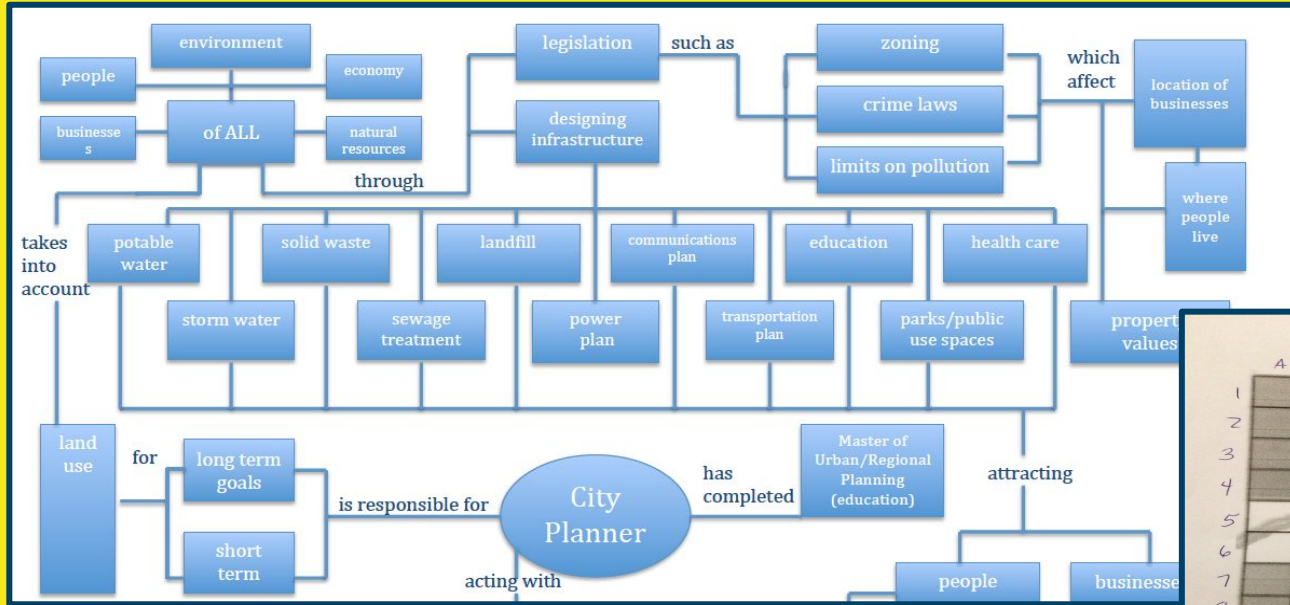 environment
people
economy
businesse
s
of ALL
natural
resources
through
legislation
such as
designing
infrastructure
zoning
crime laws
limits on pollution
which
affect
location of
businesses
where
people
live
takes
into
account
potable
water
solid waste
landfill
communications
plan
education
health care
storm water
sewage
treatment
power
plan
transportation
plan
parks/public
use spaces
propert
values
land
use
for
long term
goals
short
term
is responsible for
City
Planner
has
completed
Master of
Urban/Regional
Planning
(education)
attracting
acting with
people
businesse
A
1
2
3
4
5
6
7